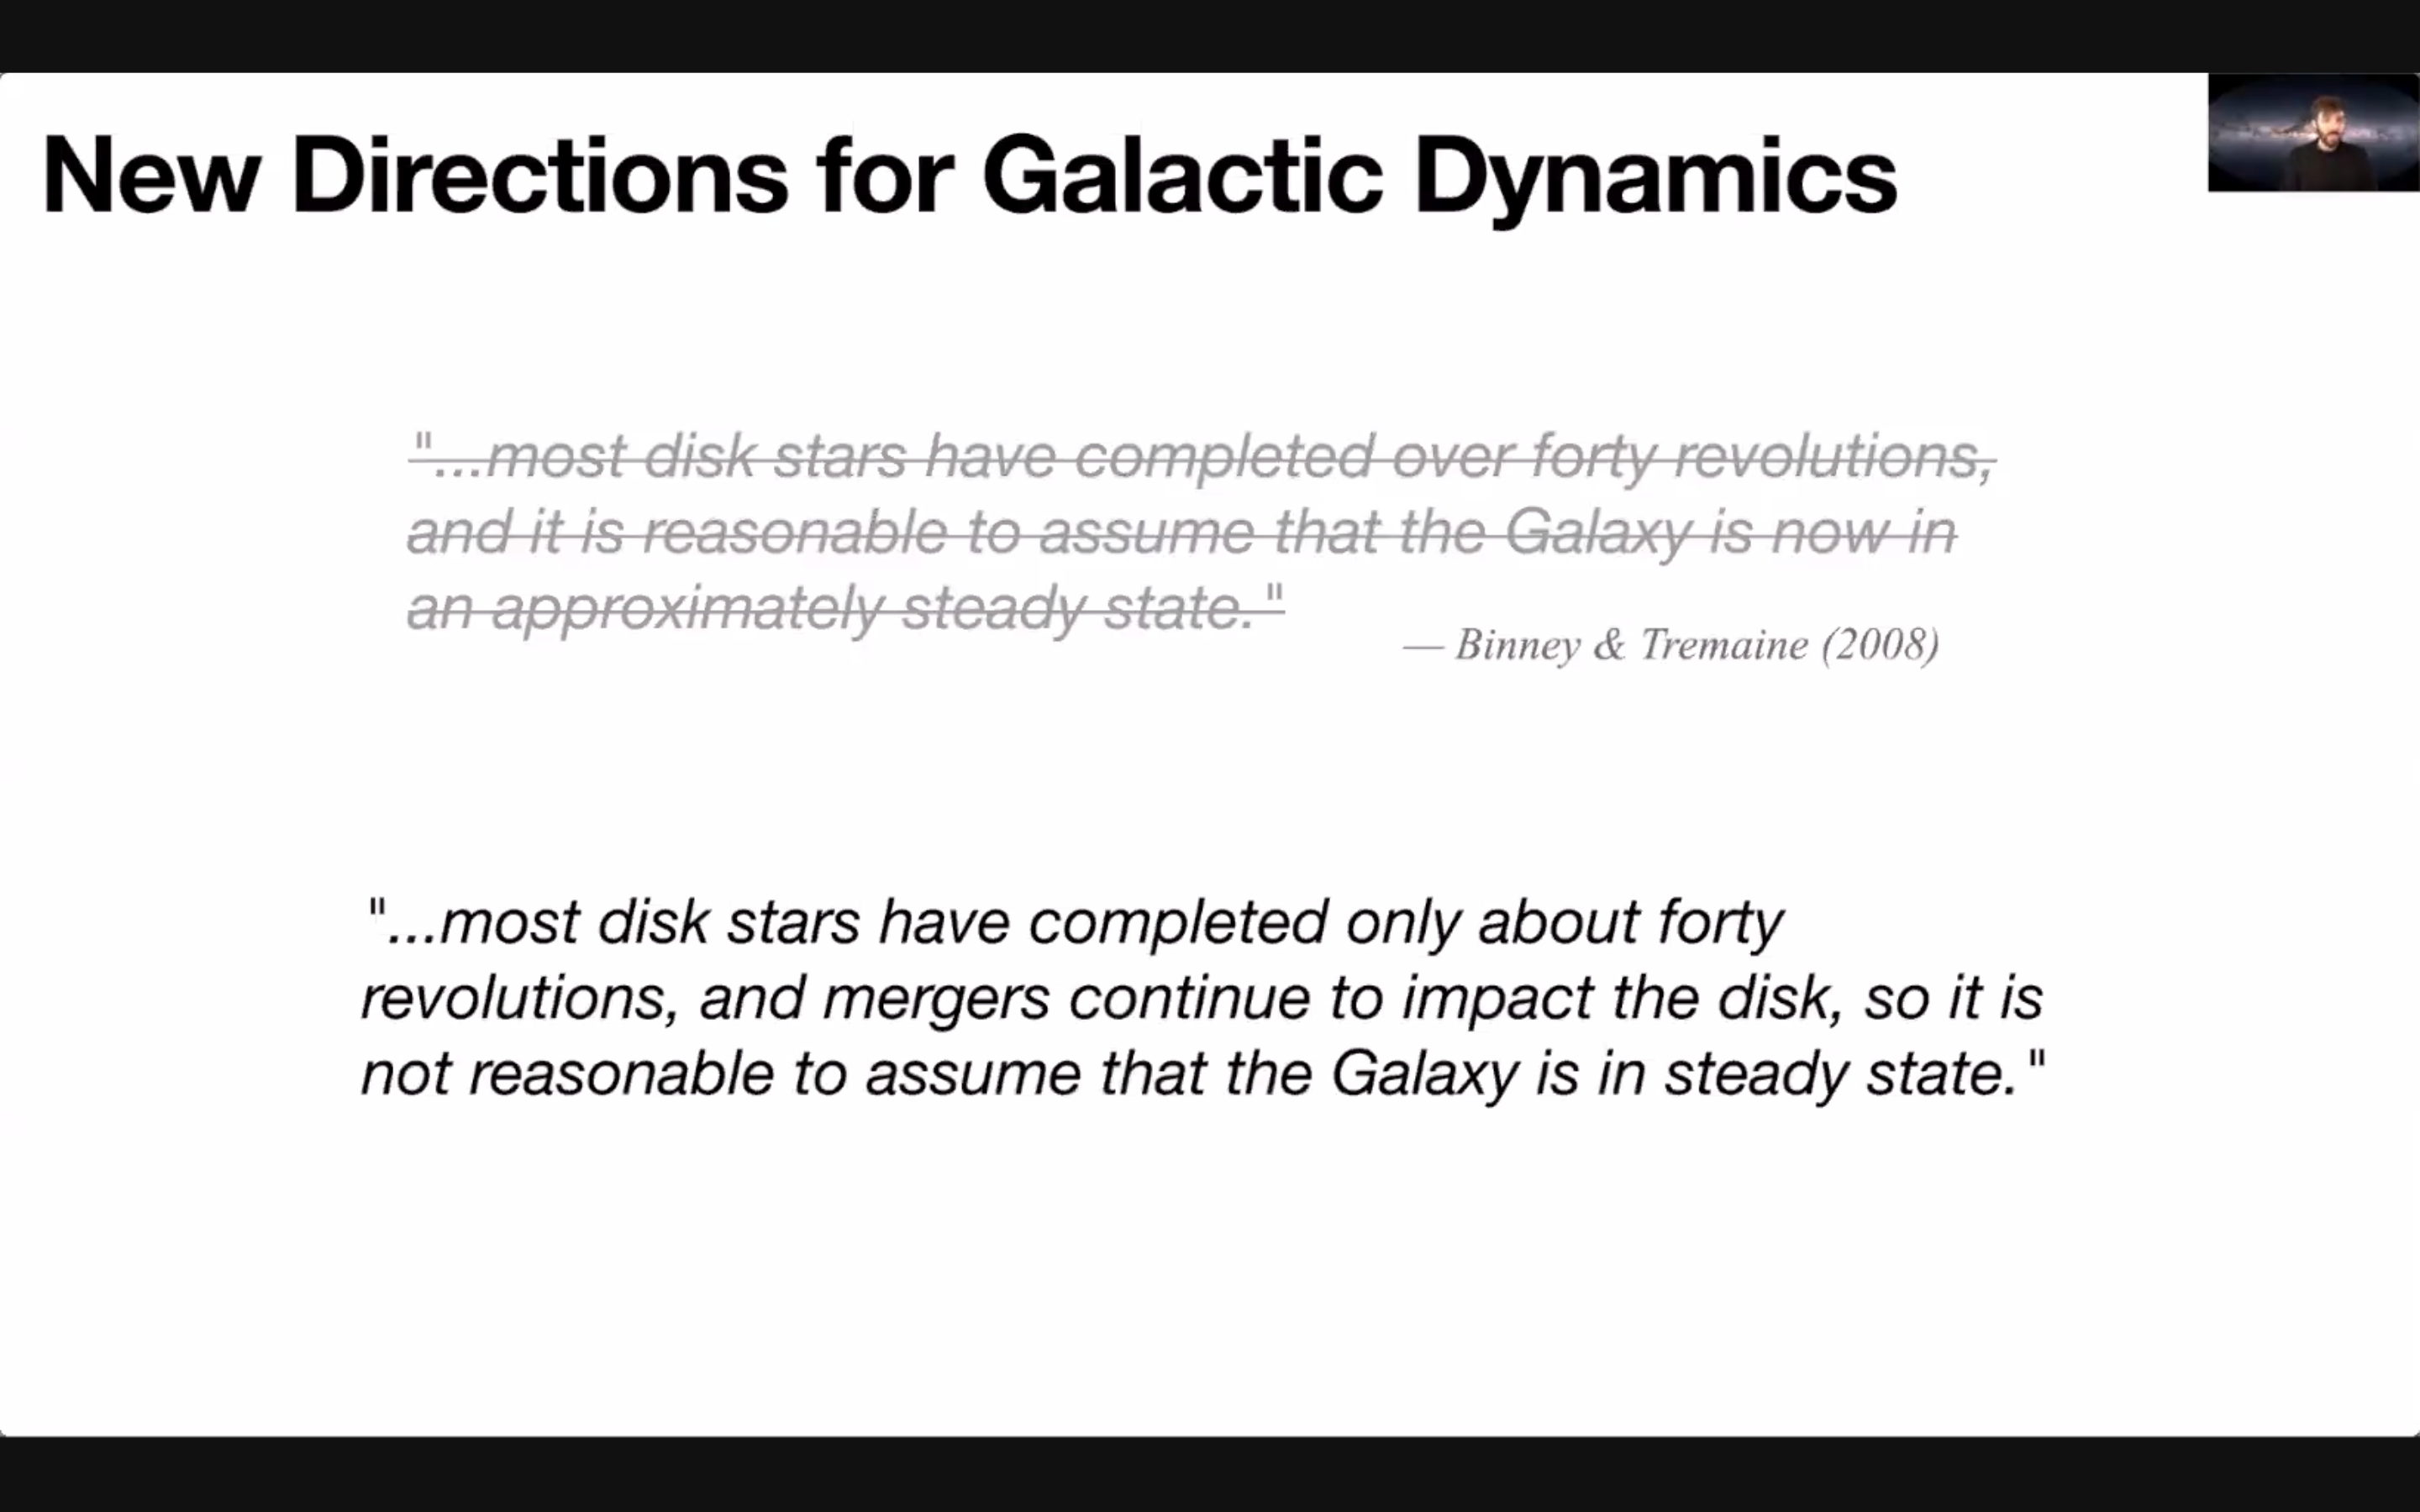 New Directions for Galactic Dynamics
"...most disk stars have completed over forty revolutions,
and it is reasonable to assume that the Galaxy is now in
an approximately steady state."
— Binney & Tremaine (2008)
"...most disk stars have completed only about forty
revolutions, and mergers continue to impact the disk, so it is
not reasonable to assume that the Galaxy is in steady state."